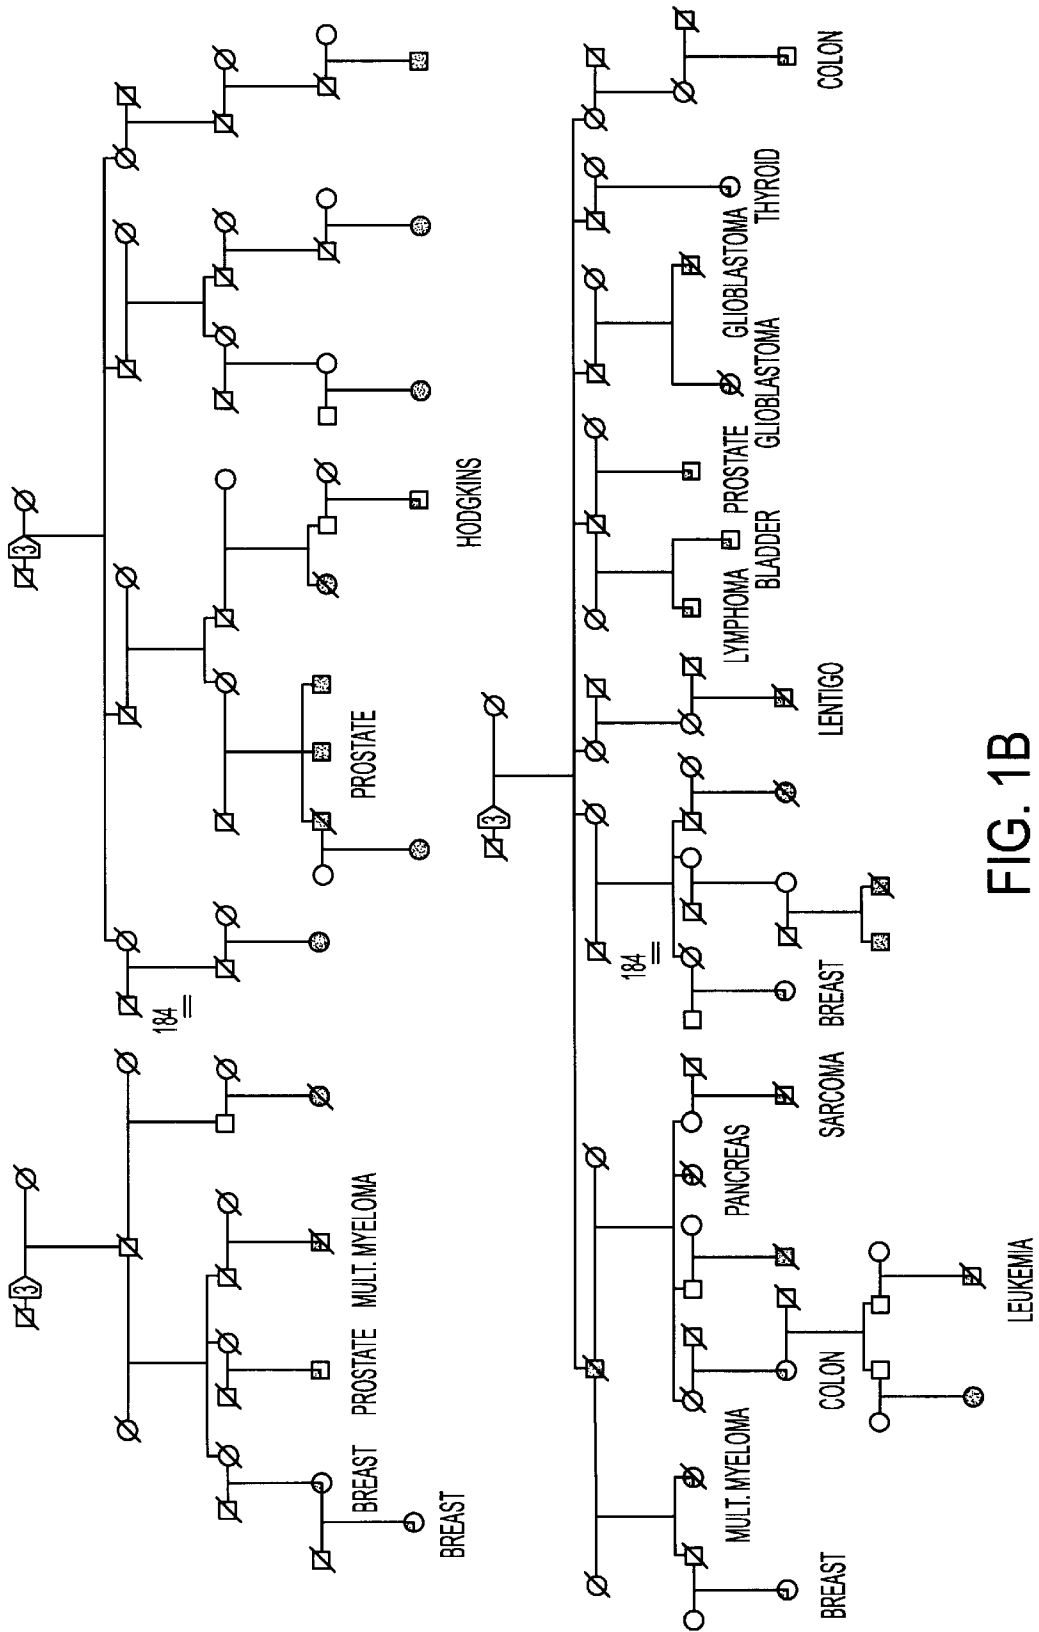 3
3
184
PROSTATE
HODGKINS
BREAST
PROSTATE
MULT. MYELOMA
BREAST
3
184
BREAST
MULT. MYELOMA
COLON
LEUKEMIA
PANCREAS
SARCOMA
BREAST
LENTIGO
LYMPHOMA
BLADDER
PROSTATE
GLIOBLASTOMA
GLIOBLASTOMA
THYROID
COLON
FIG. 1B